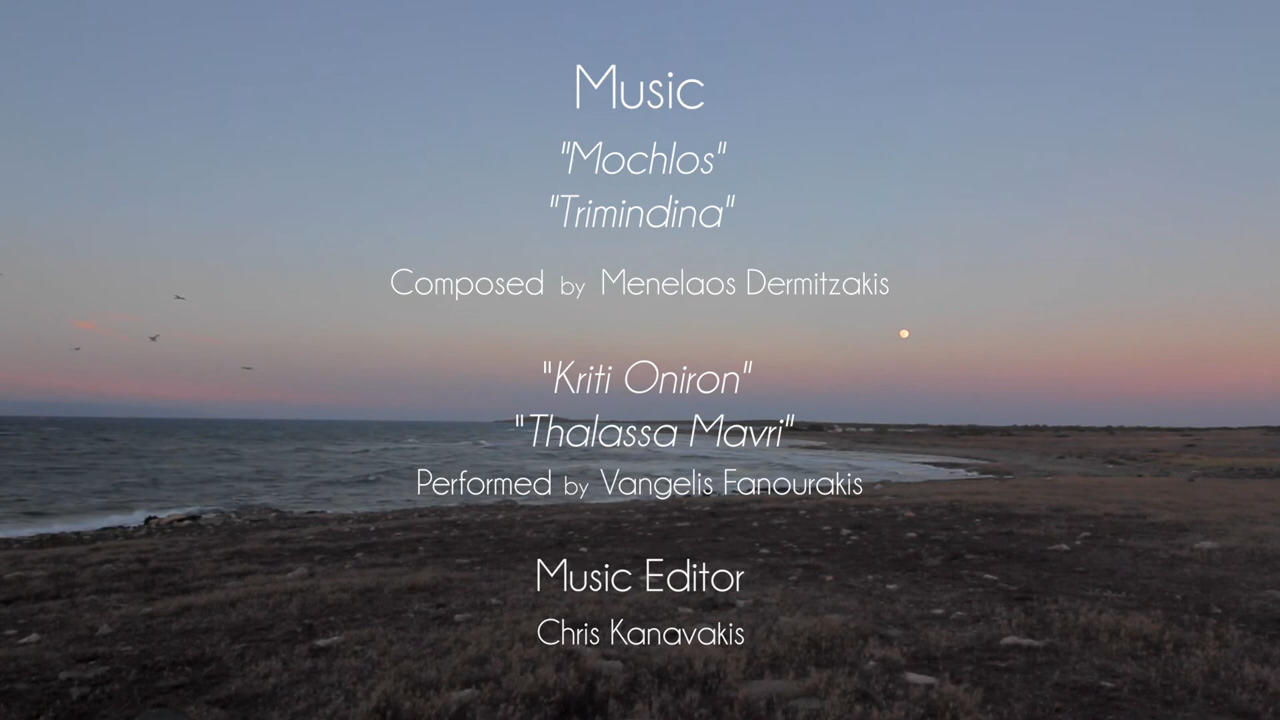 Music
"Mochlos"
"Trimindina"
Composed by Menelaos Dermitzakis
"Kriti Oniron"
"Thalassa Mavri"
Performed by Vangelis Fanourakis
Music Editor
Chris Kanavakis